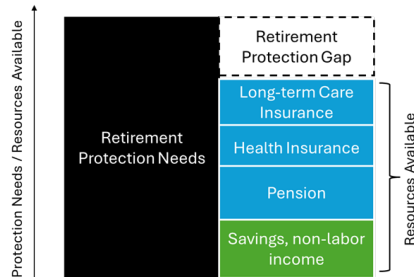 Protection Needs / Resources Available
Retirement
Protection Needs
Retirement
Protection Gap
Long-term Care
Insurance
Health Insurance
Pension
Savings, non-labor
income
Resources Available